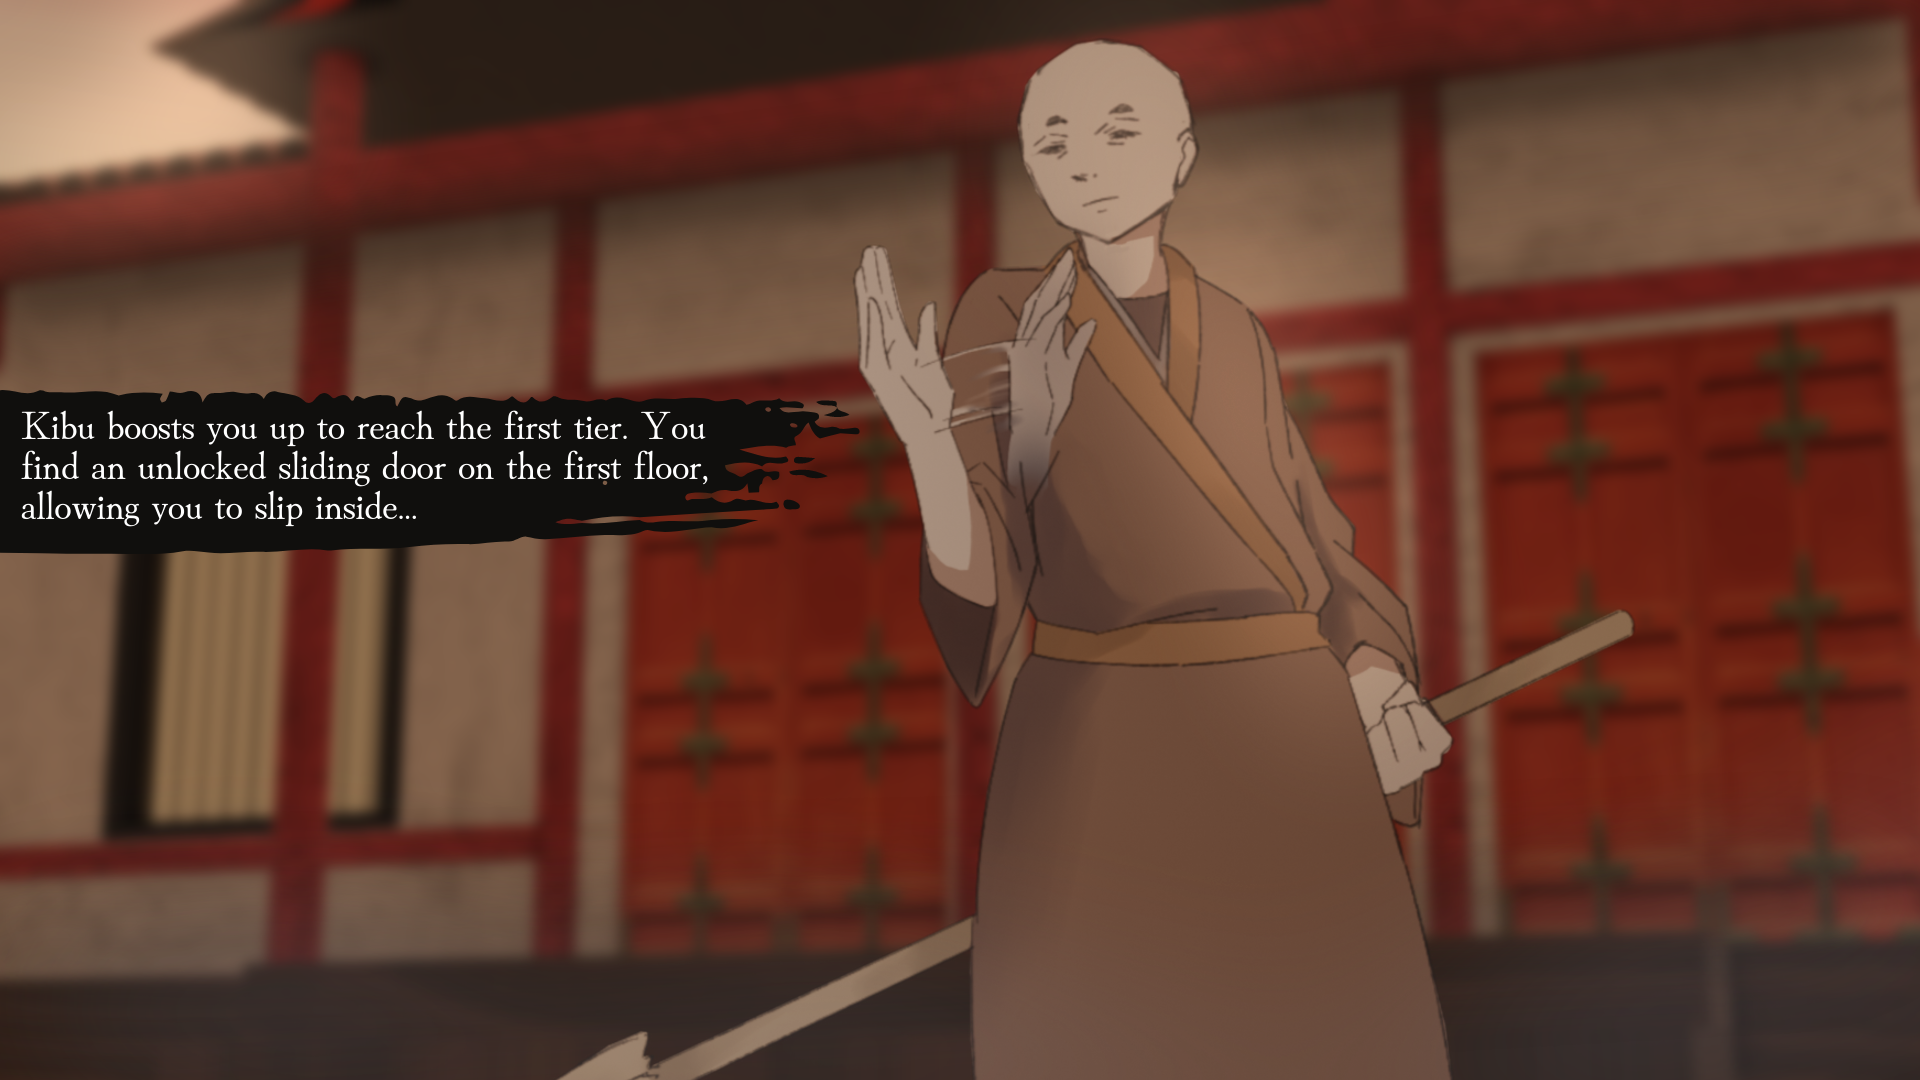 Kibu boosts you up to reach the first tier. You
find an unlocked sliding door on the first floor,
allowing you to slip inside...